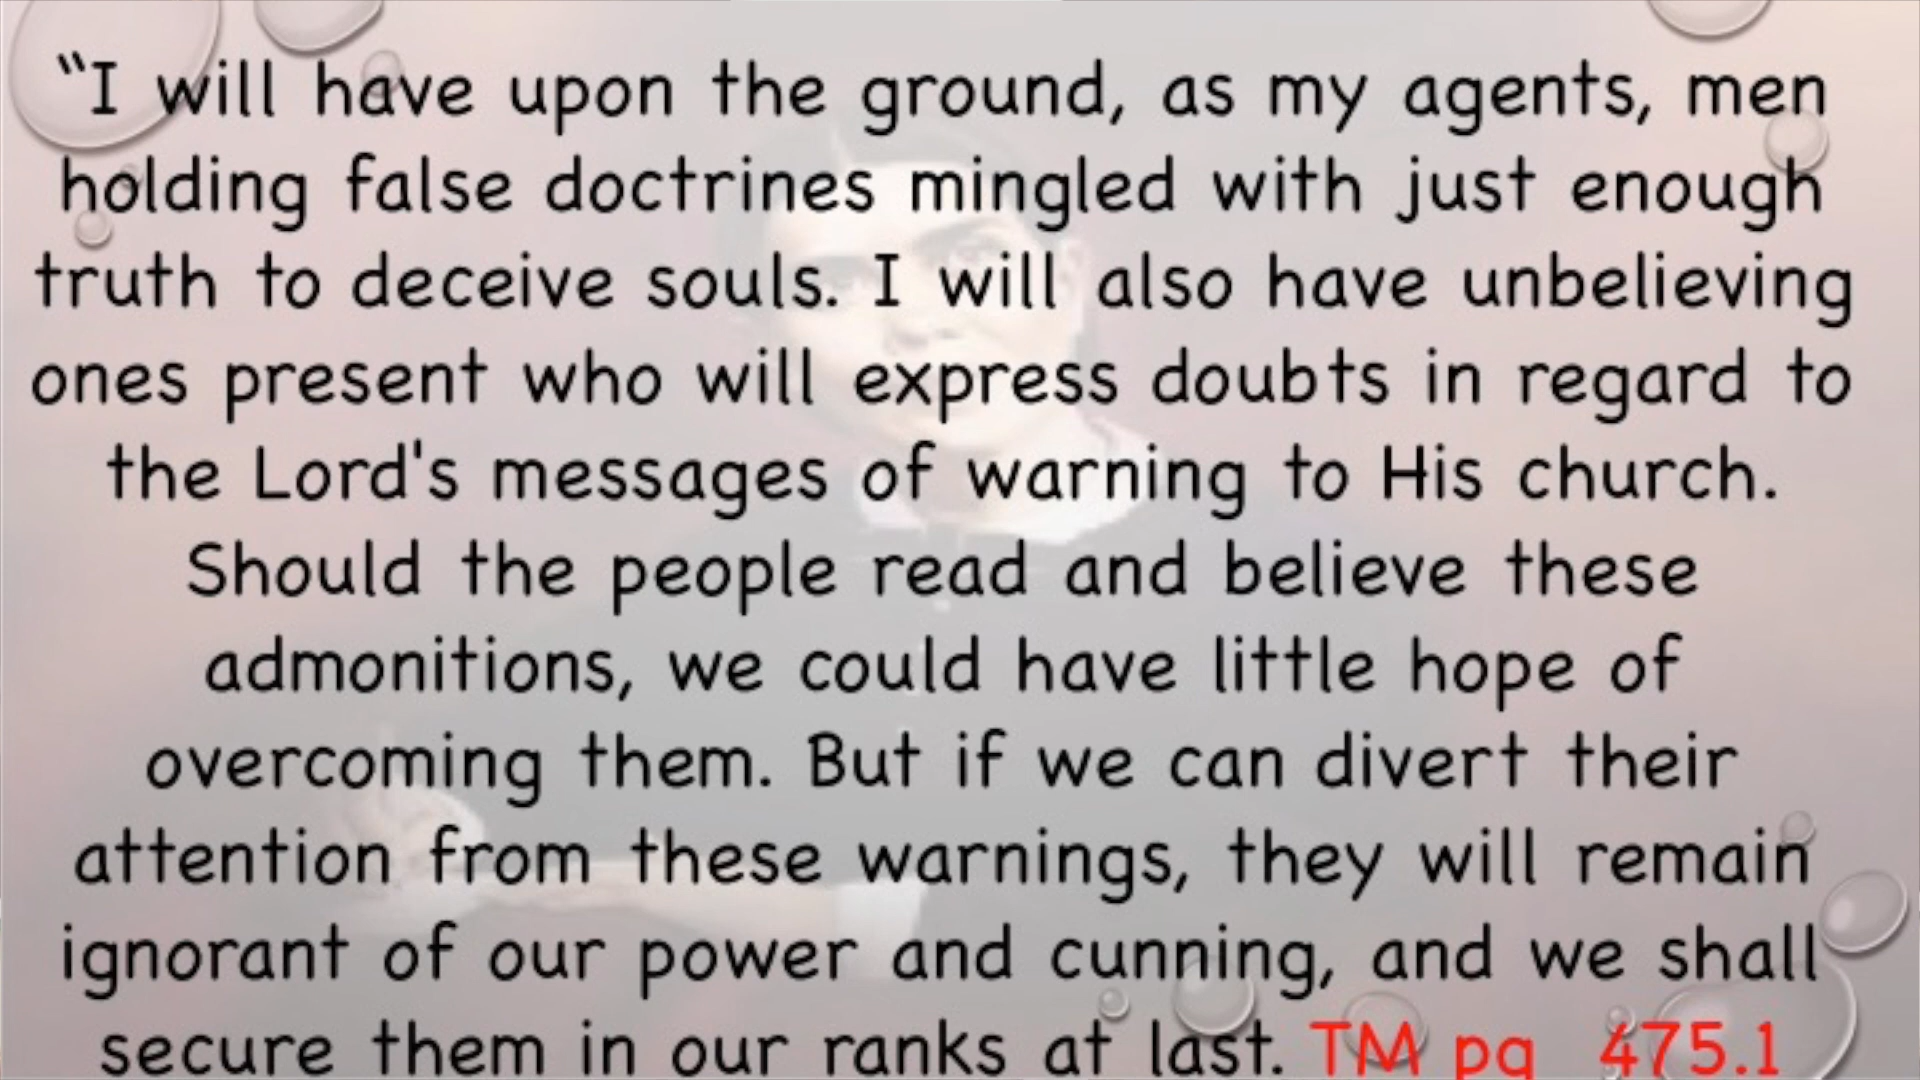 “I will have upon the ground, as my agents, men
holding false doctrines mingled with just enough
truth to deceive souls. I will also have unbelieving
ones present who will express doubts in regard to
the Lord's messages of warning to His church.
Should the people read and believe these
admonitions, we could have little hope of
overcoming them. But if we can divert their
attention from these warnings, they will remain
ignorant of our power and cunning, and we shall
secure them in our ranks at last. TM pg 475.1